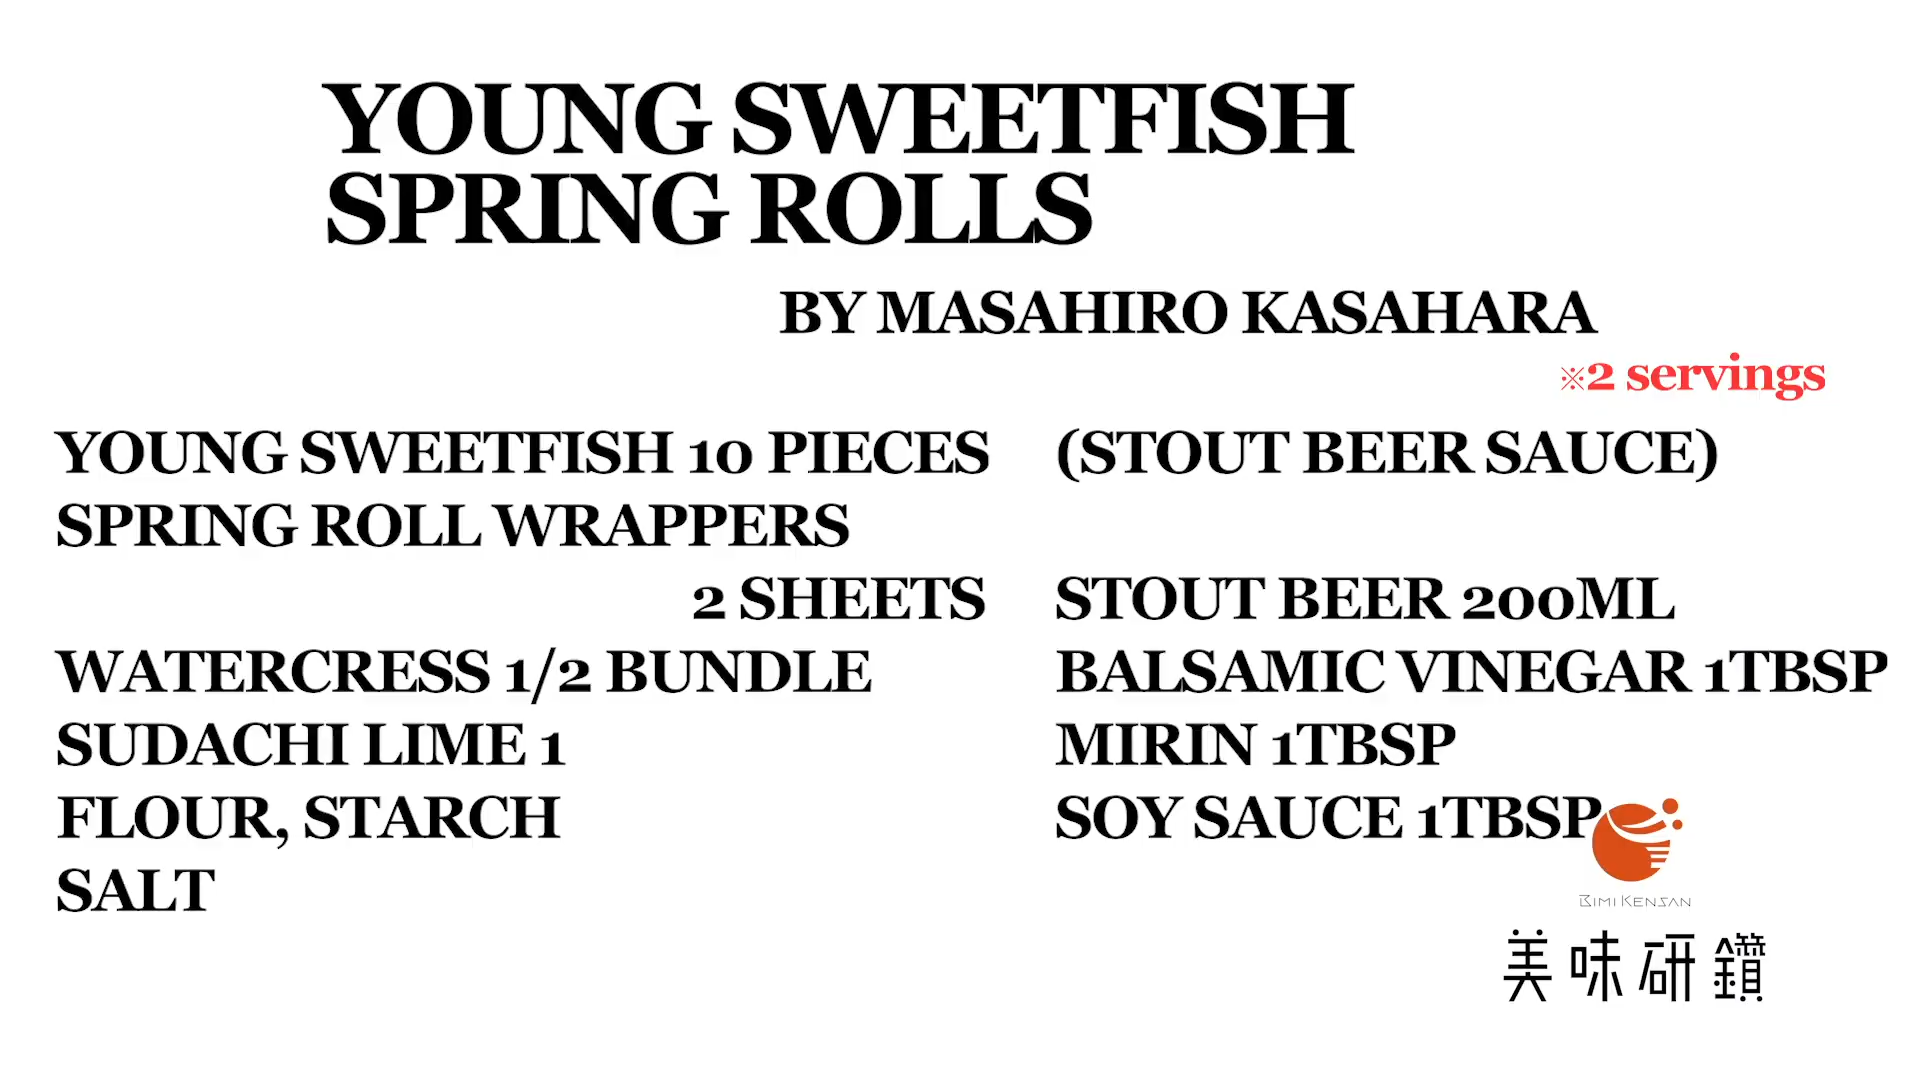 YOUNG SWEETFISH
SPRING ROLLS
BY MASAHIRO KASAHARA
※2 servings
YOUNG SWEETFISH 10 PIECES
SPRING ROLL WRAPPERS
2 SHEETS
WATERCRESS 1/2 BUNDLE
SUDACHI LIME 1
FLOUR, STARCH
SALT
(STOUT BEER SAUCE)
STOUT BEER 200ML
BALSAMIC VINEGAR 1TBSP
MIRIN 1TBSP
SOY SAUCE 1TBSP
BIMI KENSAN
美味研鑽